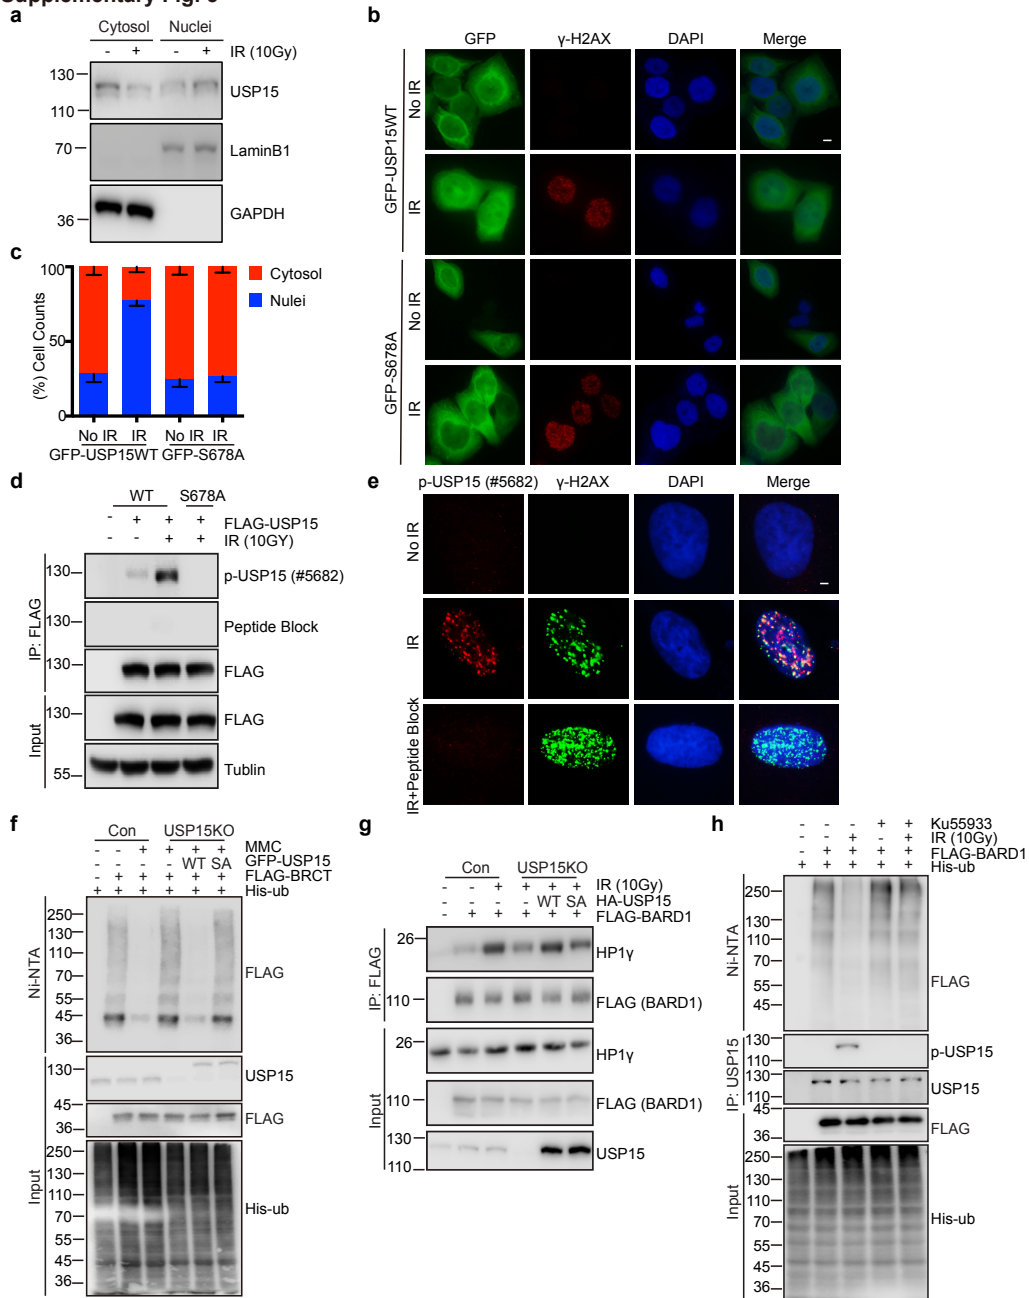 Supplementary Fig.
a
Cytosol Nuclei
- + - + IR (10Gy)
130
110
USP15
70
LaminB1
36
GAPDH
b
GFP γ-H2AX DAPI Merge
GFP-USP15WT
No IR
IR
GFP-S678A
No IR
IR
c
(%) Cell Counts
100
50
0
Cytosol
Nulei
No IR IR No IR IR
GFP-USP15WT GFP-S678A
d
WT S678A
- + + + FLAG-USP15
- - + + IR (10GY)
IP: FLAG
130 p-USP15 (#5682)
130 Peptide Block
130 FLAG
Input
130 FLAG
55 Tublin
e
p-USP15 (#5682) γ-H2AX DAPI Merge
No IR
IR
IR+Peptide Block
f
Con USP15KO
- - + + + + MMC
WT SA GFP-USP15
- + + + + + FLAG-BRCT
+ + + + + + His-ub
Ni-NTA
250
130
110
70
55
45
36
FLAG
130
USP15
45
36
FLAG
Input
250
130
110
70
55
45
36
His-ub
g
Con USP15KO
- - + + + + IR (10Gy)
WT SA HA-USP15
- + + + + + FLAG-BARD1
IP: FLAG
26 HP1γ
110 FLAG (BARD1)
Input
26 HP1γ
110 FLAG (BARD1)
130
110
USP15
h
- - - + + Ku55933
- - + - + IR (10Gy)
- + + + + FLAG-BARD1
+ + + + + His-ub
Ni-NTA
250
130
110
70
55
45
FLAG
IP: USP15
130
110
p-USP15
130
110
USP15
Input
45
36
FLAG
250
130
110
70
55
45
36
His-ub